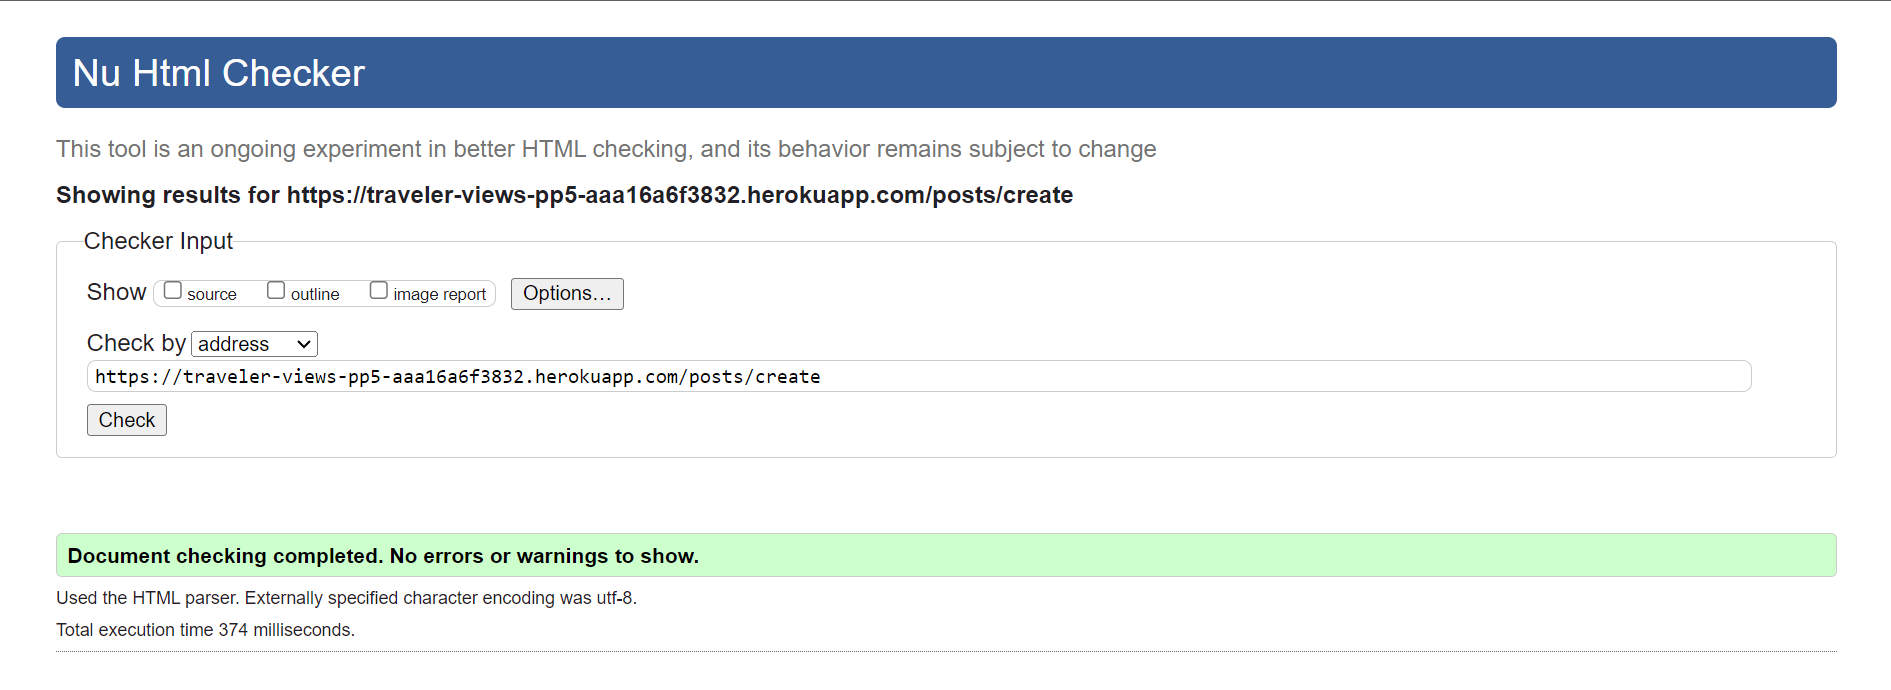 Nu Html Checker
This tool is an ongoing experiment in better HTML checking, and its behavior remains subject to change
Showing results for https://traveler-views-pp5-aaa16a6f3832.herokuapp.com/posts/create
Checker Input
Show source outline image report Options...
Check by address
https://traveler-views-pp5-aaa16a6f3832.herokuapp.com/posts/create
Check
Document checking completed. No errors or warnings to show.
Used the HTML parser. Externally specified character encoding was utf-8.
Total execution time 374 milliseconds.